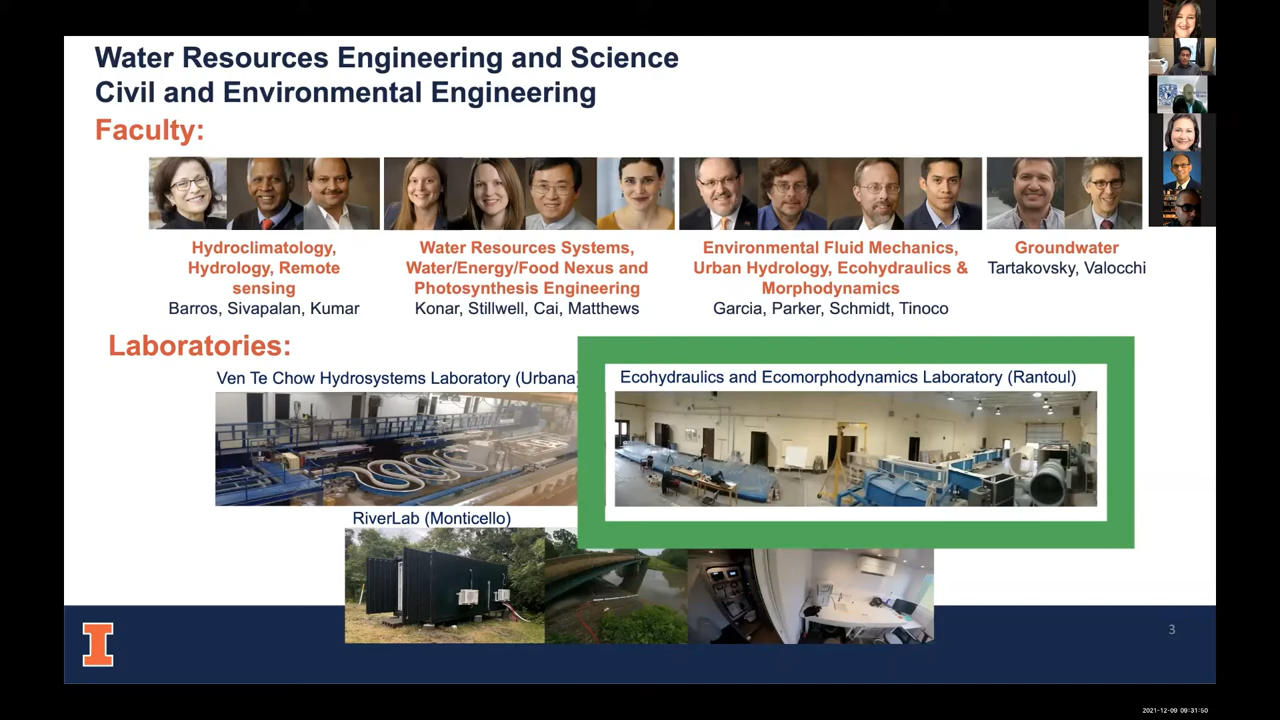 Water Resources Engineering and Science
Civil and Environmental Engineering
Faculty:
Hydroclimatology,
Hydrology, Remote
sensing
Barros, Sivapalan, Kumar
Water Resources Systems,
Water/Energy/Food Nexus and
Photosynthesis Engineering
Konar, Stillwell, Cai, Matthews
Environmental Fluid Mechanics,
Urban Hydrology, Ecohydraulics &
Morphodynamics
Garcia, Parker, Schmidt, Tinoco
Groundwater
Tartakovsky, Valocchi
Laboratories:
Ven Te Chow Hydrosystems Laboratory (Urbana)
Ecohydraulics and Ecomorphodynamics Laboratory (Rantoul)
RiverLab (Monticello)
I
3
2021-12-09 09:31:50